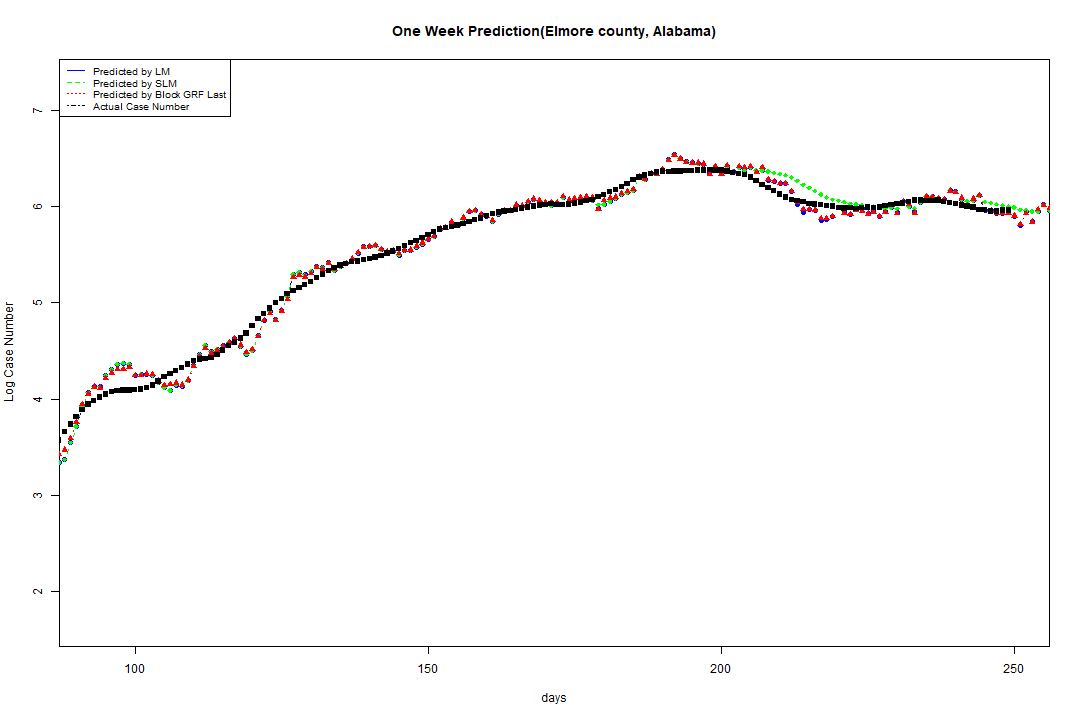 One Week Prediction(Elmore county, Alabama)
Predicted by LM
Predicted by SLM
Predicted by Block GRF Last
Actual Case Number
7
6
5
4
3
2
Log Case Number
100 150 200 250
days